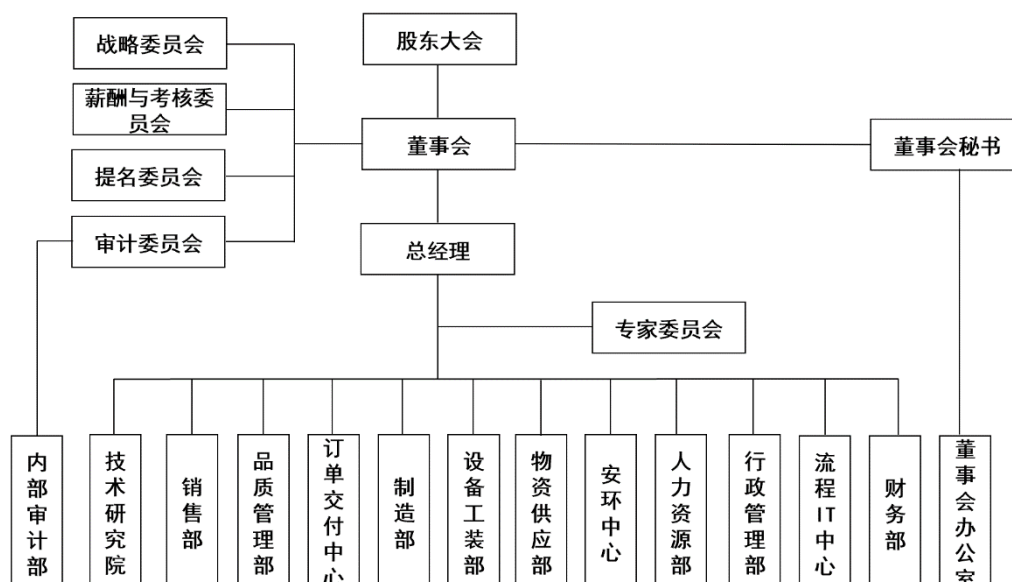 战略委员会
股东大会
薪酬与考核委
员会
董事会
董事会秘书
提名委员会
审计委员会
总经理
专家委员会
内部审计部
技术研究院
销售部
品质管理部
订单交付中心
制造部
设备工装部
物资供应部
安环中心
人力资源部
行政管理部
流程IT中心
财务部
董事会办公室